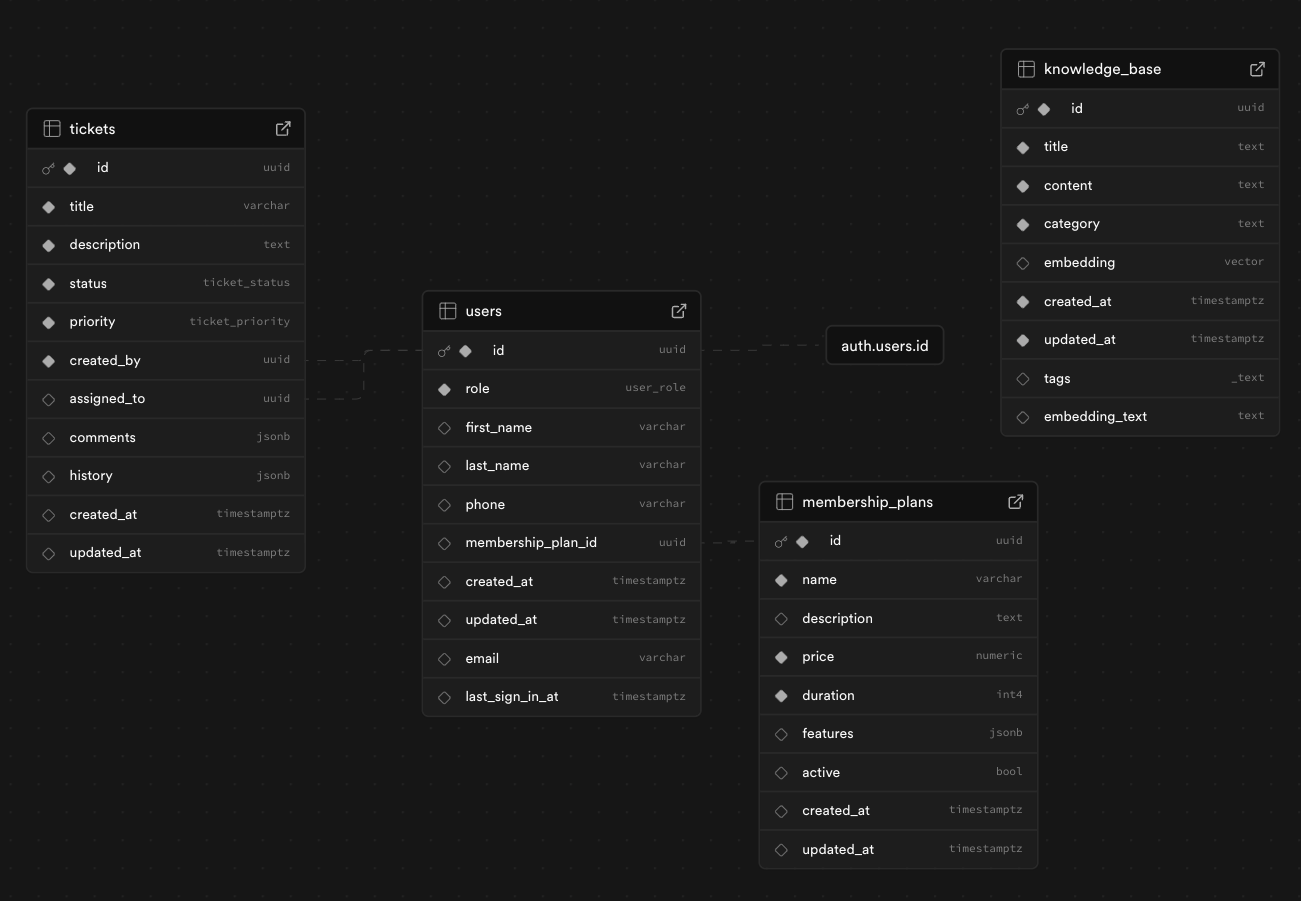 tickets
id uuid
title varchar
description text
status ticket_status
priority ticket_priority
created_by uuid
assigned_to uuid
comments jsonb
history jsonb
created_at timestamptz
updated_at timestamptz
users
id uuid
role user_role
first_name varchar
last_name varchar
phone varchar
membership_plan_id uuid
created_at timestamptz
updated_at timestamptz
email varchar
last_sign_in_at timestamptz
auth.users.id
knowledge_base
id uuid
title text
content text
category text
embedding vector
created_at timestamptz
updated_at timestamptz
tags _text
embedding_text text
membership_plans
id uuid
name varchar
description text
price numeric
duration int4
features jsonb
active bool
created_at timestamptz
updated_at timestamptz